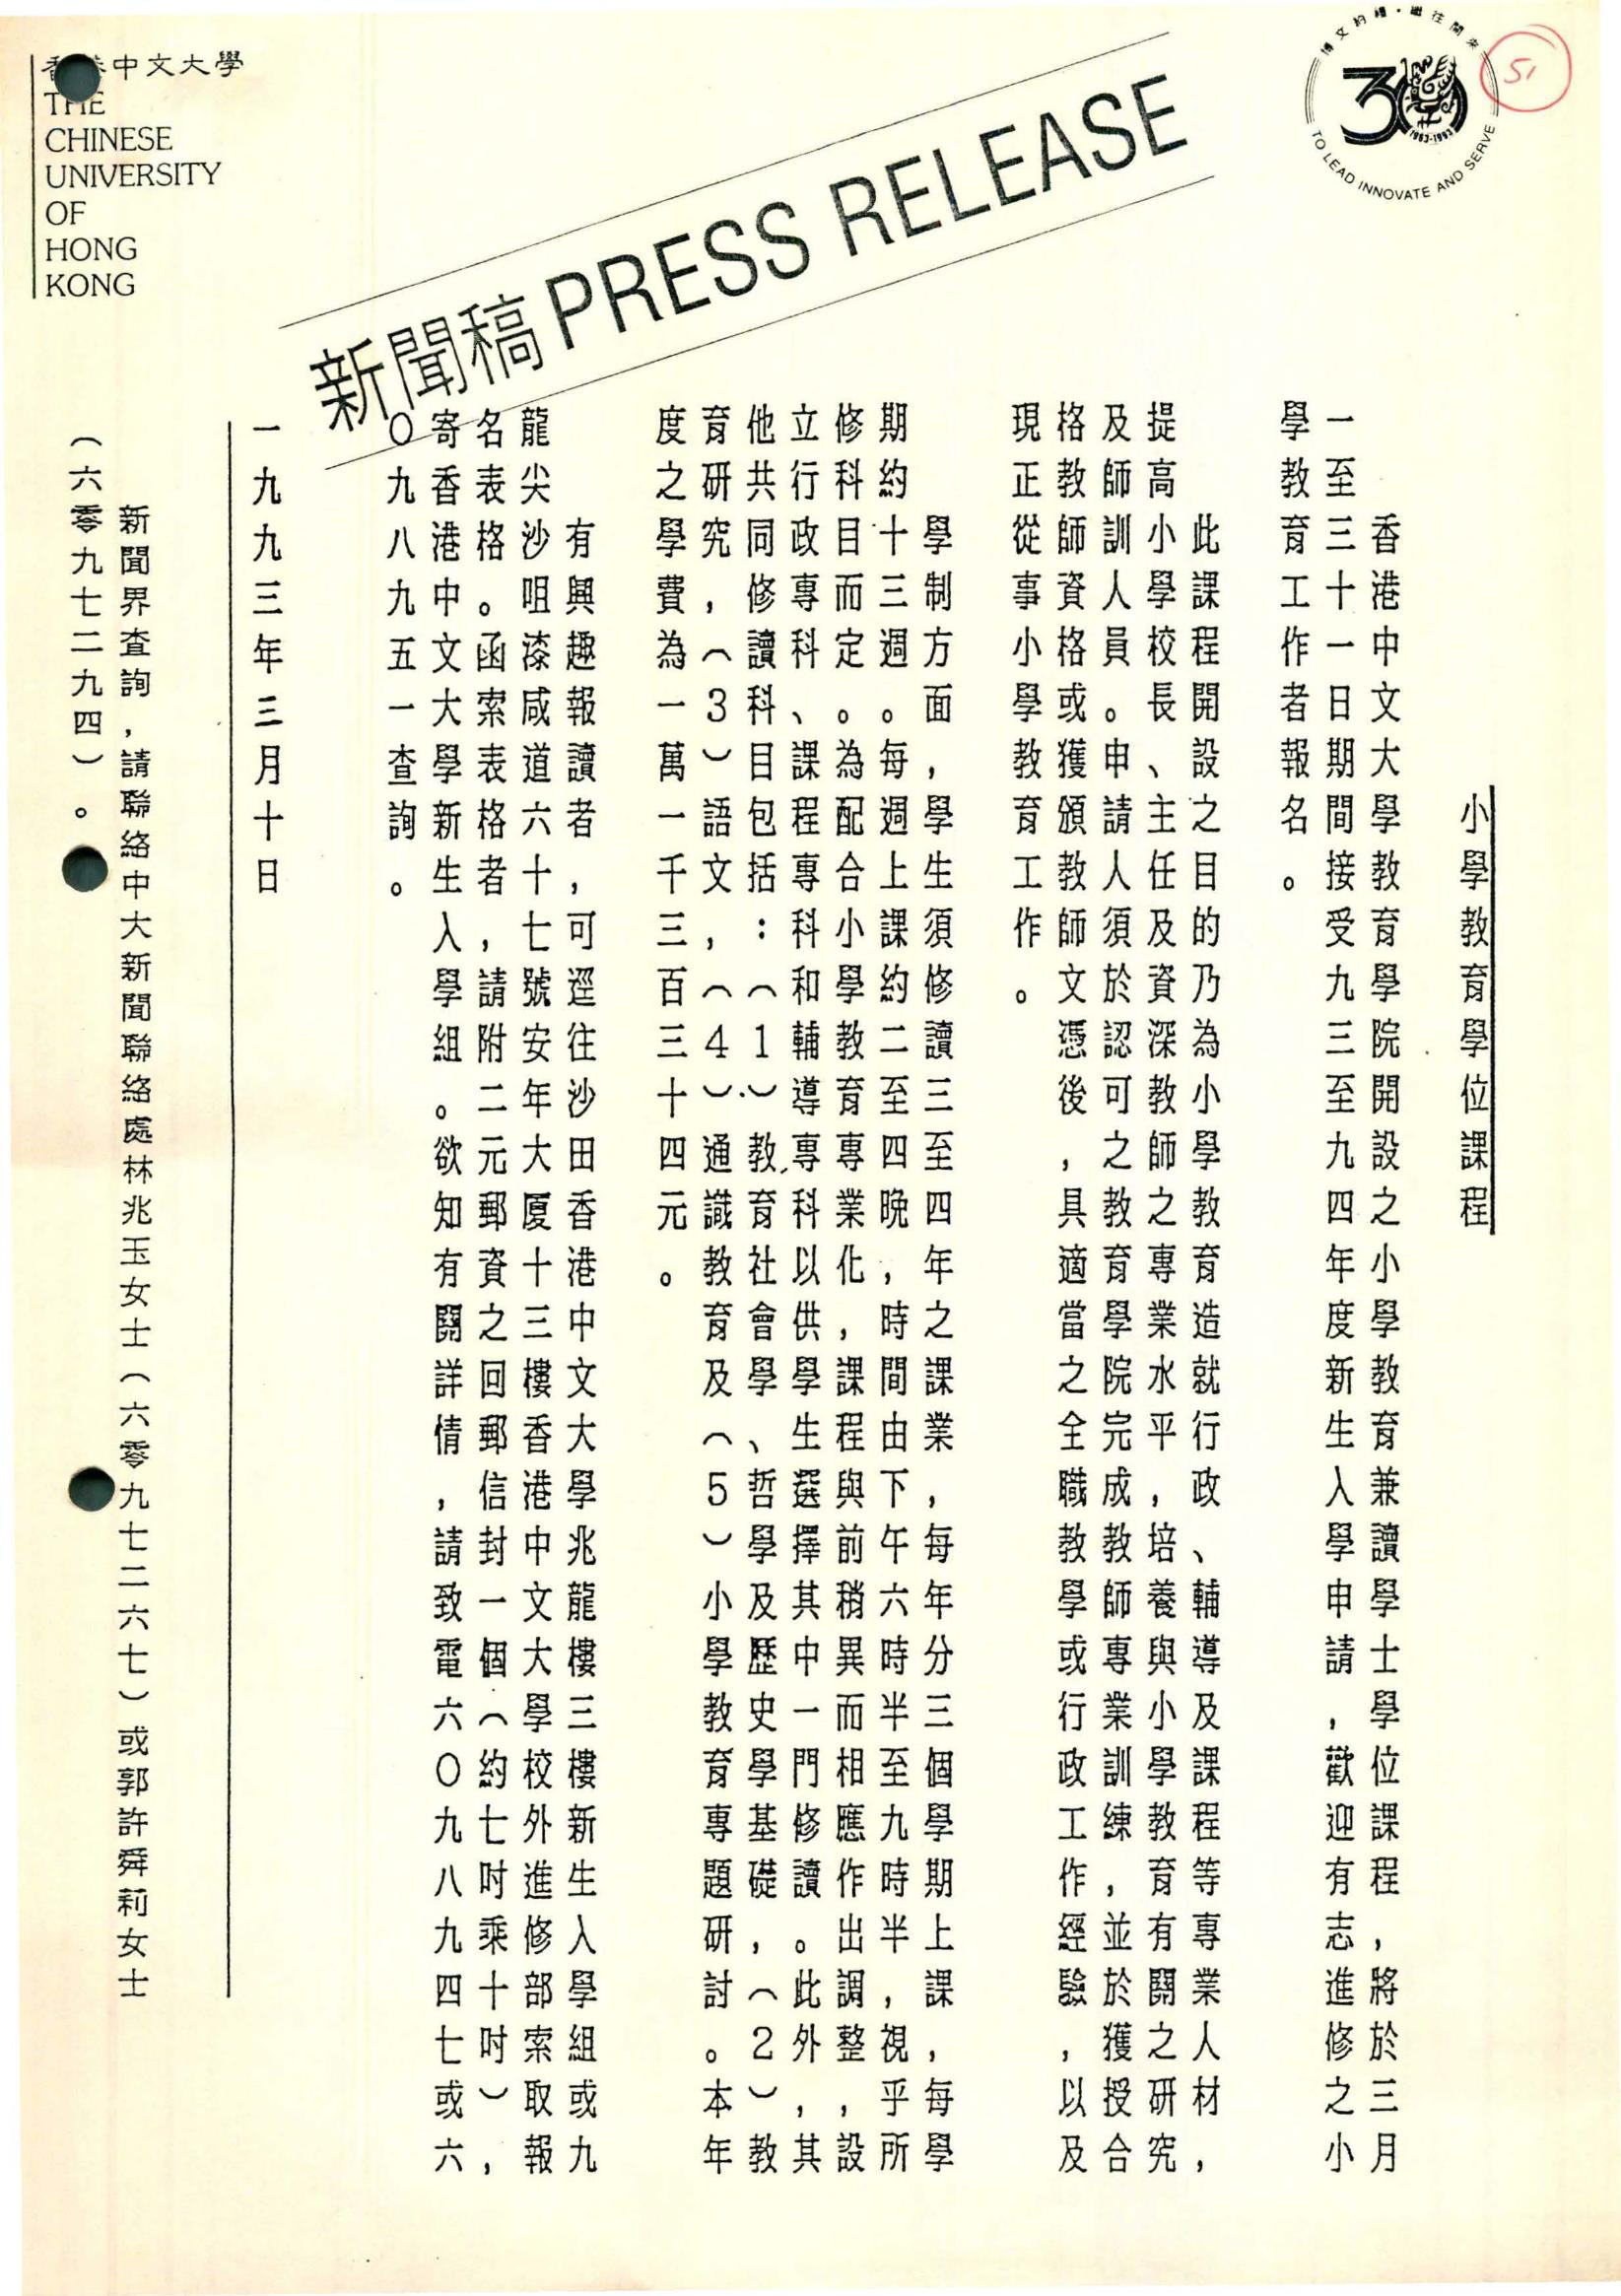 香港中文大學
THE
CHINESE
UNIVERSITY
OF
HONG
KONG
博文約禮·繼往開來
30
1963-1993
TO LEAD INNOVATE AND SERVE
51
新聞稿 PRESS RELEASE
小學教育學位課程
香港中文大學教育學院開設之小學教育兼讀學士學位課程，將於三月
一至三十一日期間接受九三至九四年度新生入學申請，歡迎有志進修之小
學教育工作者報名。
此課程開設之目的乃為小學教育造就行政、輔導及課程等專業人材，
提高小學校長、主任及資深教師之專業水平，培養與小學教育有關之研究
及師訓人員。申請人須於認可之教育學院完成教師專業訓練，並於獲授合
格教師資格或獲頒教師文憑後，具適當之全職教學或行政工作經驗，以及
現正從事小學教育工作。
學制方面，學生須修讀三至四年之課業，每年分三個學期上課，每學
期約十三週。每週上課約二至四晚，時間由下午六時半至九時半，視乎所
修科目而定。為配合小學教育專業化，課程與前稍異而相應作出調整，設
立行政專科、課程專科和輔導專科以供學生選擇其中一門修讀。此外，其
他共同修讀科目包括：（1）教育社會學、哲學及歷史學基礎，（2）教
育研究，（3）語文，（4）通識教育及（5）小學教育專題研討。本年
度之學費為一萬一千三百三十四元。
有興趣報讀者，可逕往沙田香港中文大學兆龍樓三樓新生入學組或九
龍尖沙咀漆咸道六十七號安年大廈十三樓香港中文大學校外進修部索取報
名表格。函索表格者，請附二元郵資之回郵信封一個（約七吋乘十吋），
寄香港中文大學新生入學組。欲知有關詳情，請致電六〇九八九四七或六
〇九八九五一查詢。
一九九三年三月十日
新聞界查詢，請聯絡中大新聞聯絡處林兆玉女士（六零九七二六七）或郭許舜莉女士
（六零九七二九四）。